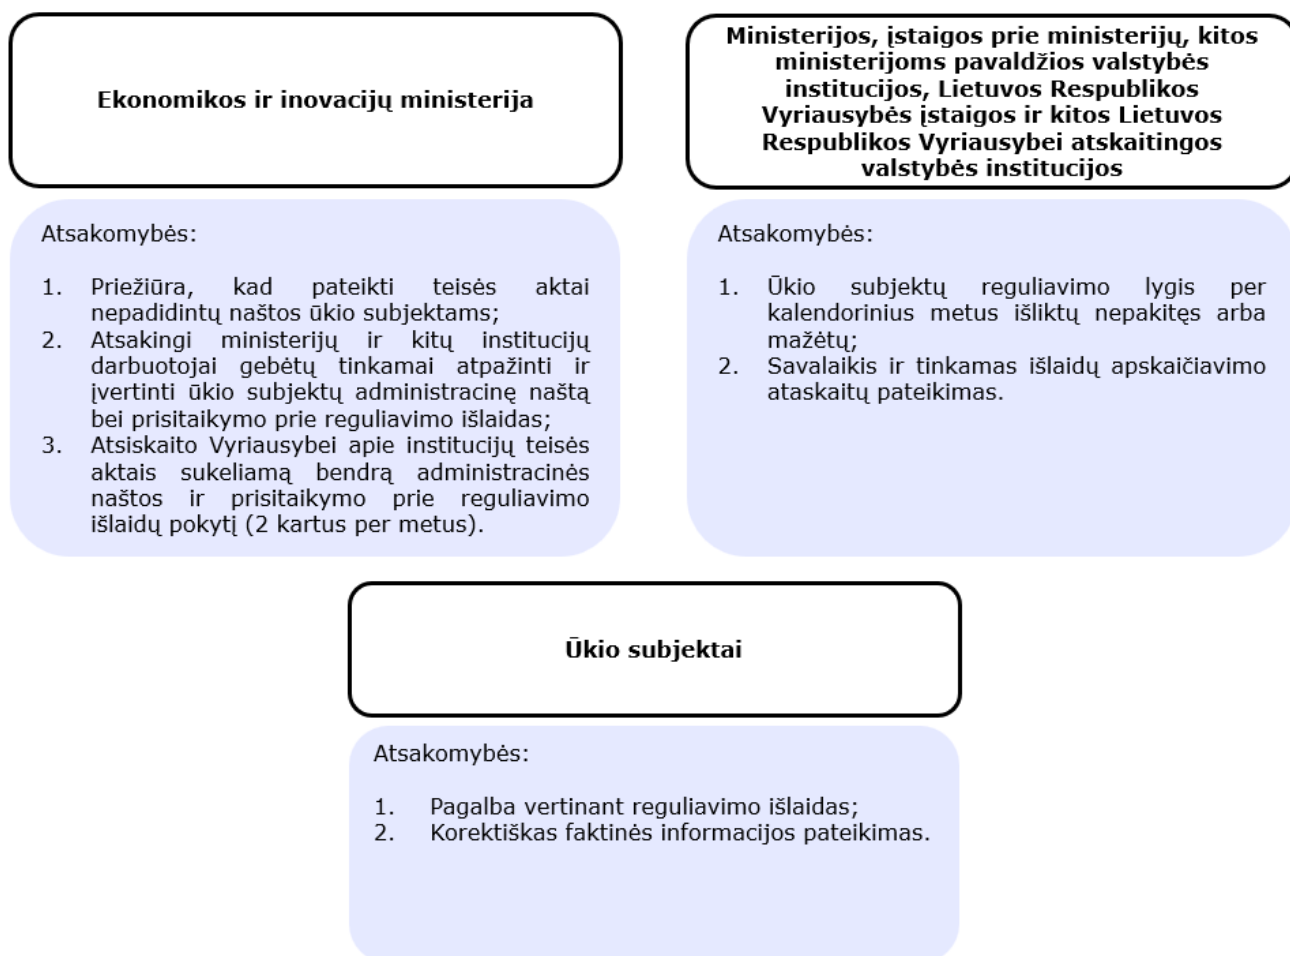 Ekonomikos ir inovacijų ministerija
Ministerijos, įstaigos prie ministerijų, kitos
ministerijoms pavaldžios valstybės
institucijos, Lietuvos Respublikos
Vyriausybės įstaigos ir kitos Lietuvos
Respublikos Vyriausybei atskaitingos
valstybės institucijos
Atsakomybės:
1. Priežiūra, kad pateikti teisės aktai
nepadidintų naštos ūkio subjektams;
2. Atsakingi ministerijų ir kitų institucijų
darbuotojai gebėtų tinkamai atpažinti ir
įvertinti ūkio subjektų administracinę naštą
bei prisitaikymo prie reguliavimo išlaidas;
3. Atsiskaito Vyriausybei apie institucijų teisės
aktais sukeliamą bendrą administracinės
naštos ir prisitaikymo prie reguliavimo
išlaidų pokytį (2 kartus per metus).
Atsakomybės:
1. Ūkio subjektų reguliavimo lygis per
kalendorinius metus išliktų nepakitęs arba
mažėtų;
2. Savalaikis ir tinkamas išlaidų apskaičiavimo
ataskaitų pateikimas.
Ūkio subjektai
Atsakomybės:
1. Pagalba vertinant reguliavimo išlaidas;
2. Korektiškas faktinės informacijos pateikimas.